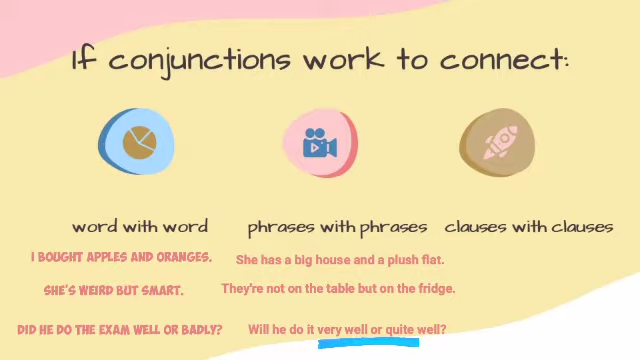 If conjunctions work to connect:
word with word
phrases with phrases
clauses with clauses
I BOUGHT APPLES AND ORANGES.
She has a big house and a plush flat.
SHE'S WEIRD BUT SMART.
They're not on the table but on the fridge.
DID HE DO THE EXAM WELL OR BADLY?
Will he do it very well or quite well?